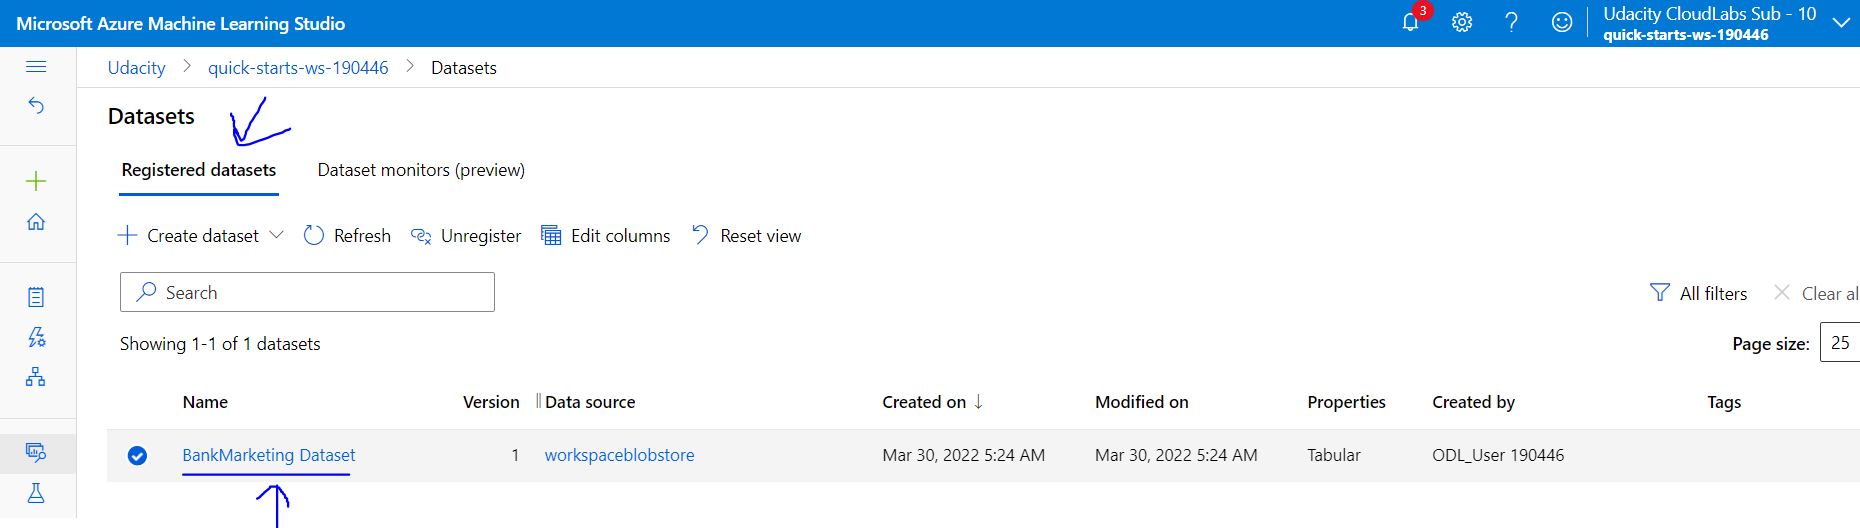 Microsoft Azure Machine Learning Studio
3
Udacity CloudLabs Sub - 10
quick-starts-ws-190446
Udacity > quick-starts-ws-190446 > Datasets
Datasets
Registered datasets Dataset monitors (preview)
Create dataset Refresh Unregister Edit columns Reset view
Search
All filters Clear al
Showing 1-1 of 1 datasets
Page size: 25
Name Version Data source Created on ↓ Modified on Properties Created by Tags
BankMarketing Dataset 1 workspaceblobstore Mar 30, 2022 5:24 AM Mar 30, 2022 5:24 AM Tabular ODL_User 190446